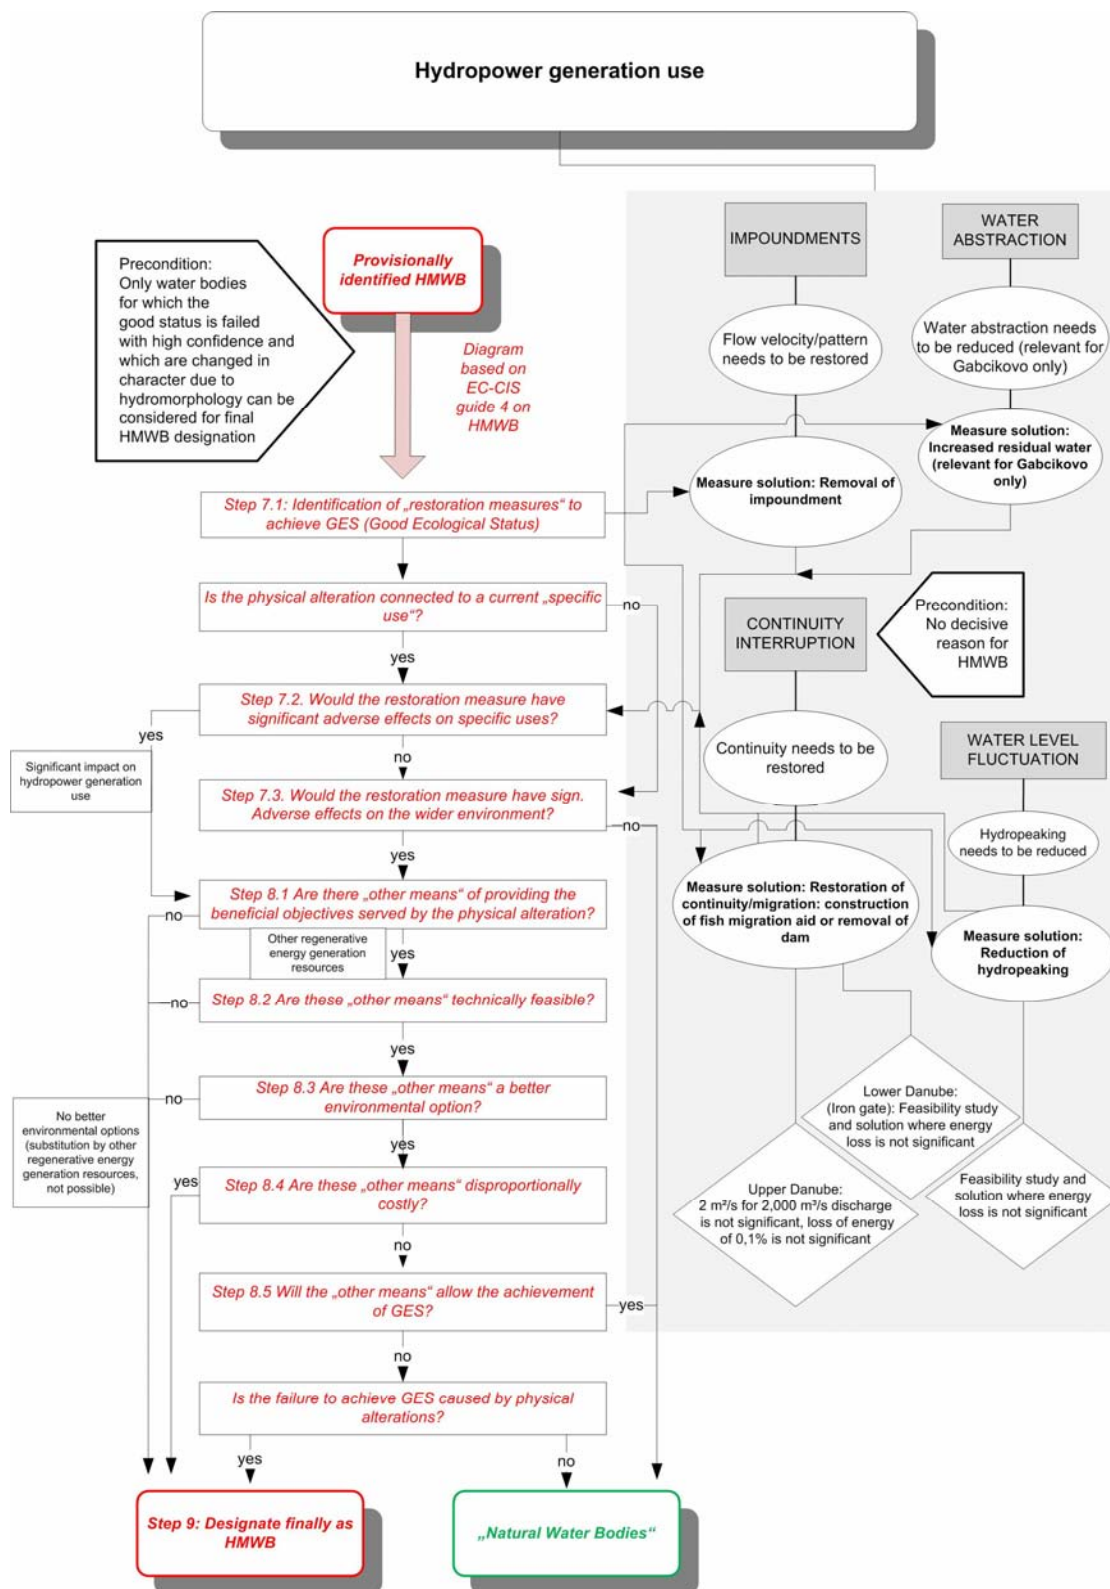 Hydropower generation use
Precondition:
Only water bodies
for which the
good status is failed
with high confidence and
which are changed in
character due to
hydromorphology can be
considered for final
HMWB designation
Provisionally
identified HMWB
Diagram
based on
EC-CIS
guide 4 on
HMWB
Step 7.1: Identification of „restoration measures“ to
achieve GES (Good Ecological Status)
Is the physical alteration connected to a current „specific
use“?
no
yes
Step 7.2. Would the restoration measure have
significant adverse effects on specific uses?
yes
Significant impact on
hydropower generation
use
no
Step 7.3. Would the restoration measure have sign.
Adverse effects on the wider environment?
no
yes
Step 8.1 Are there „other means“ of providing the
beneficial objectives served by the physical alteration?
no
Other regenerative
energy generation
resources
yes
Step 8.2 Are these „other means“ technically feasible?
no
yes
Step 8.3 Are these „other means“ a better
environmental option?
no
No better
environmental options
(substitution by other
regenerative energy
generation resources,
not possible)
yes
Step 8.4 Are these „other means“ disproportionally
costly?
yes
no
Step 8.5 Will the „other means“ allow the achievement
of GES?
yes
no
Is the failure to achieve GES caused by physical
alterations?
yes
no
Step 9: Designate finally as
HMWB
„Natural Water Bodies“
IMPOUNDMENTS
Flow velocity/pattern
needs to be restored
Measure solution: Removal of
impoundment
WATER
ABSTRACTION
Water abstraction needs
to be reduced (relevant for
Gabcikovo only)
Measure solution:
Increased residual water
(relevant for Gabcikovo
only)
CONTINUITY
INTERRUPTION
Precondition:
No decisive
reason for
HMWB
Continuity needs to be
restored
Measure solution: Restoration of
continuity/migration: construction
of fish migration aid or removal of
dam
WATER LEVEL
FLUCTUATION
Hydropeaking
needs to be reduced
Measure solution:
Reduction of
hydropeaking
Lower Danube:
(Iron gate): Feasibility study
and solution where energy
loss is not significant
Upper Danube:
2 m²/s for 2,000 m³/s discharge
is not significant, loss of energy
of 0,1% is not significant
Feasibility study and
solution where energy
loss is not significant